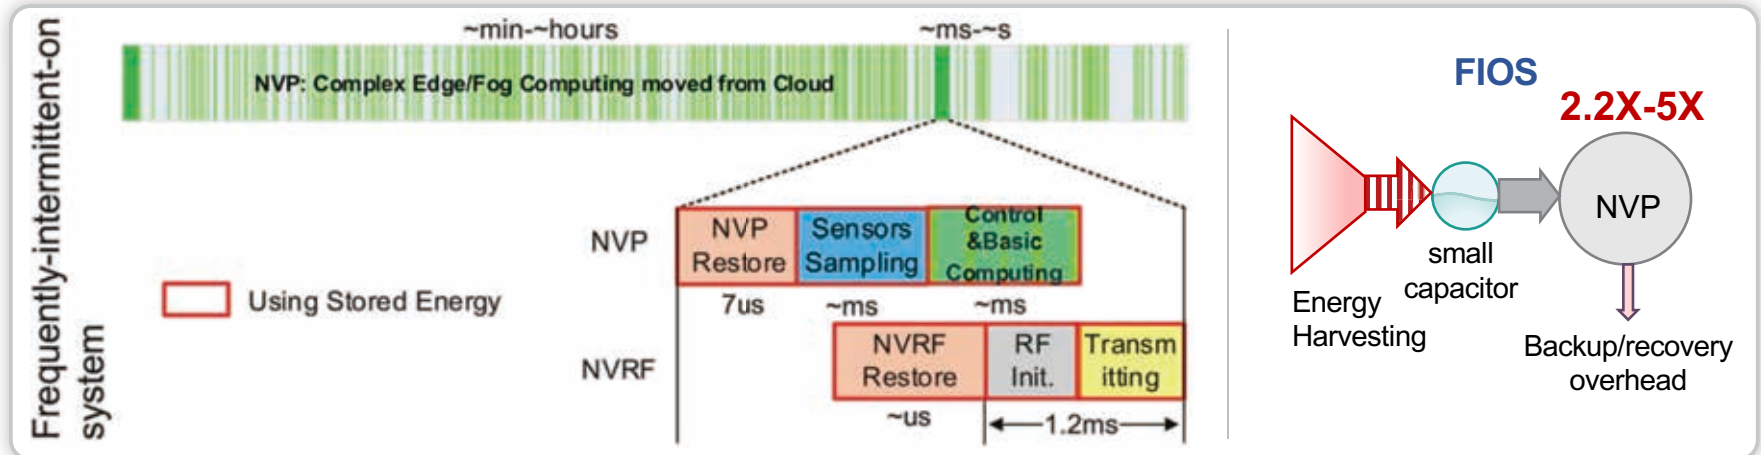 Frequently-intermittent-on
system
~min-~hours
~ms-~s
NVP: Complex Edge/Fog Computing moved from Cloud
NVP
NVP
Restore
Sensors
Sampling
Control
&Basic
Computing
7us
~ms
~ms
Using Stored Energy
NVRF
NVRF
Restore
RF
Init.
Transm
itting
~us
1.2ms
FIOS
2.2X-5X
NVP
small
capacitor
Energy
Harvesting
Backup/recovery
overhead